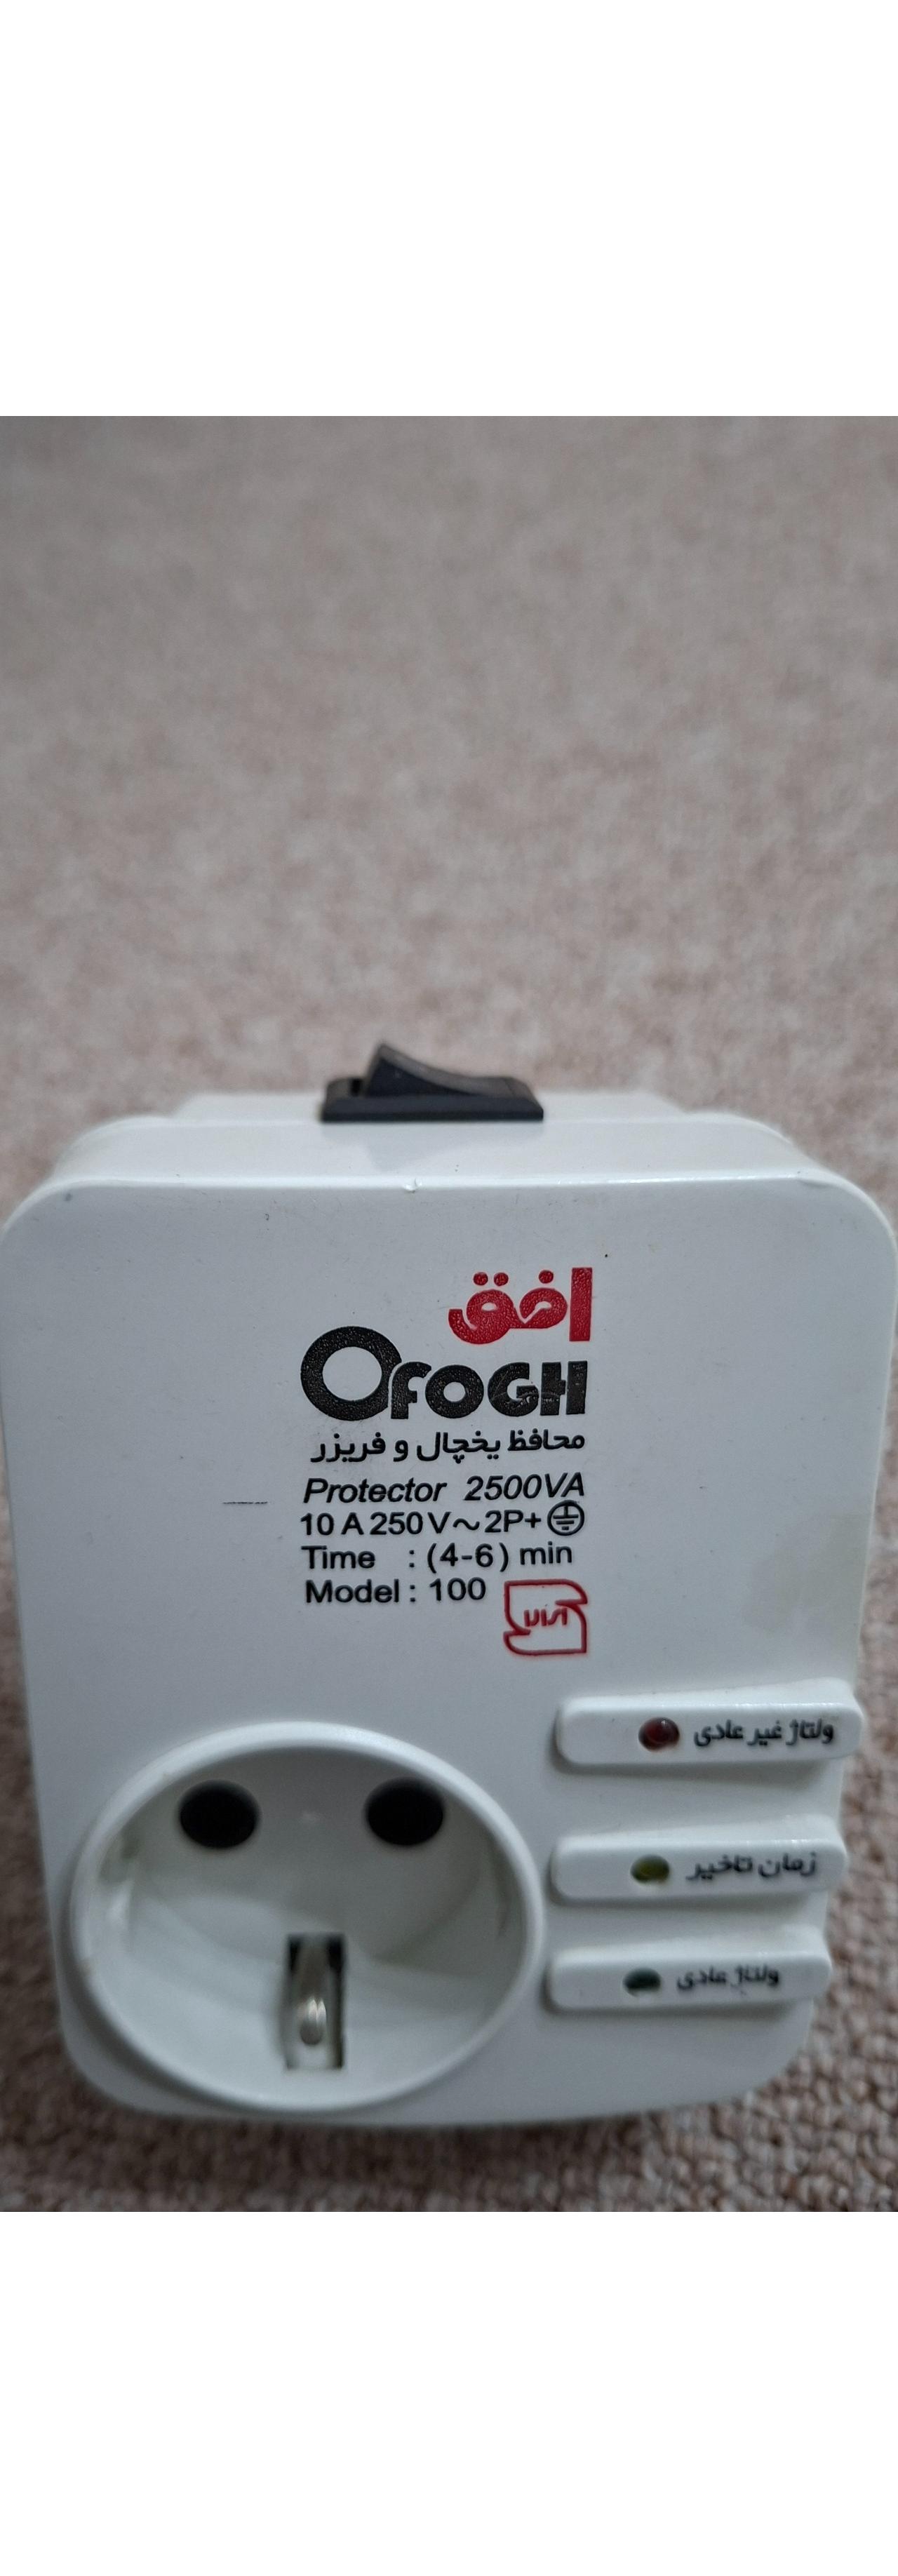 افق
OFOGH
محافظ یخچال و فریزر
Protector 2500VA
10 A 250 V~ 2P+
Time : (4-6) min
Model : 100
ولتاژ غیر عادی
زمان تاخیر
ولتاژ عادی